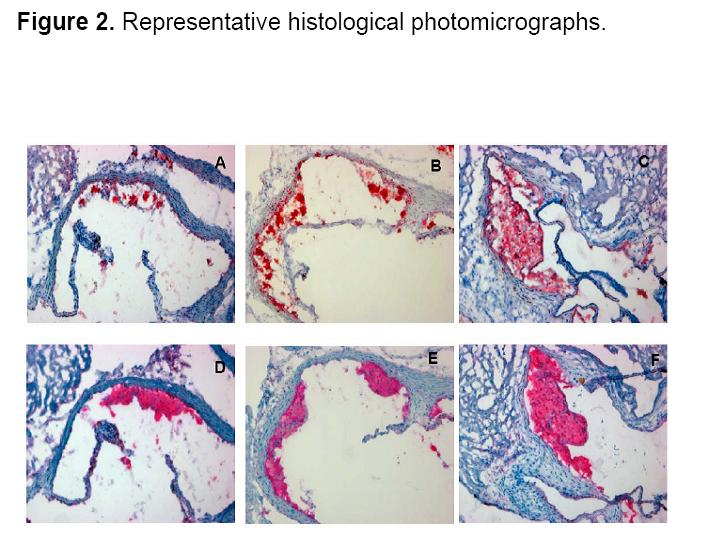 Figure 2. Representative histological photomicrographs.
A
B
C
D
E
F